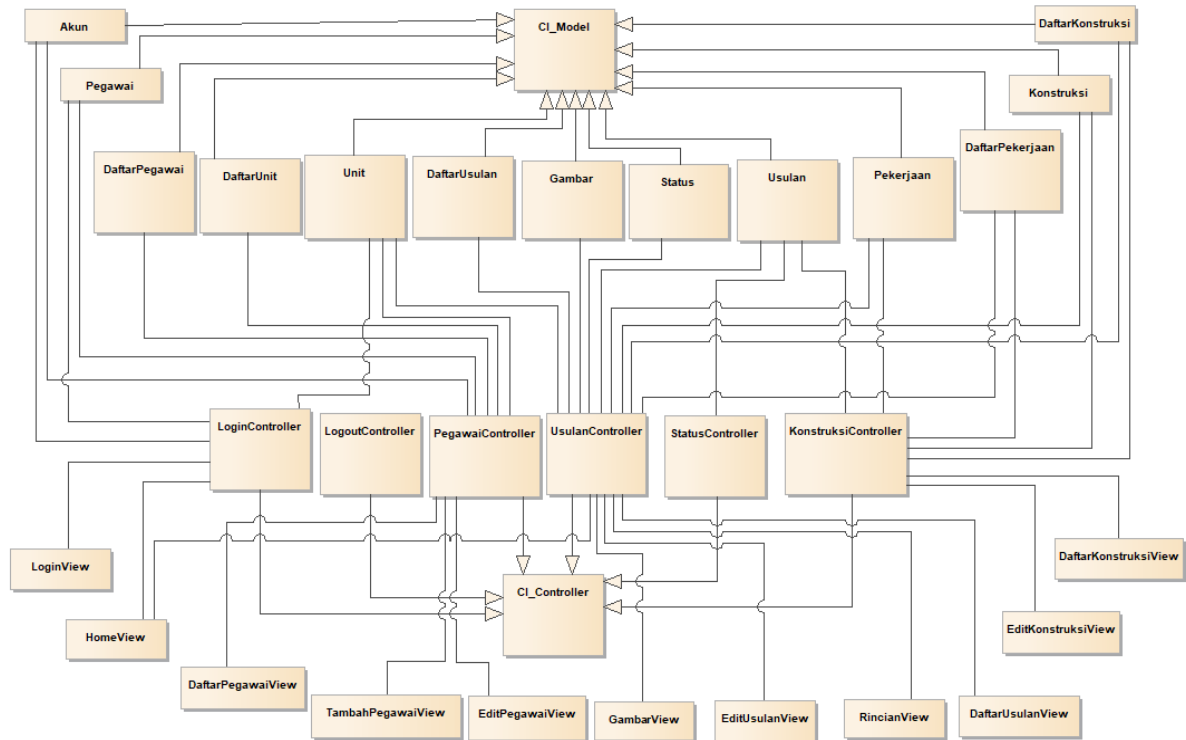 Akun
CI_Model
DaftarKonstruksi
Pegawai
Konstruksi
DaftarPegawai
DaftarUnit
Unit
DaftarUsulan
Gambar
Status
Usulan
Pekerjaan
DaftarPekerjaan
LoginController
LogoutController
PegawaiController
UsulanController
StatusController
KonstruksiController
LoginView
CI_Controller
DaftarKonstruksiView
HomeView
EditKonstruksiView
DaftarPegawaiView
TambahPegawaiView
EditPegawaiView
GambarView
EditUsulanView
RincianView
DaftarUsulanView